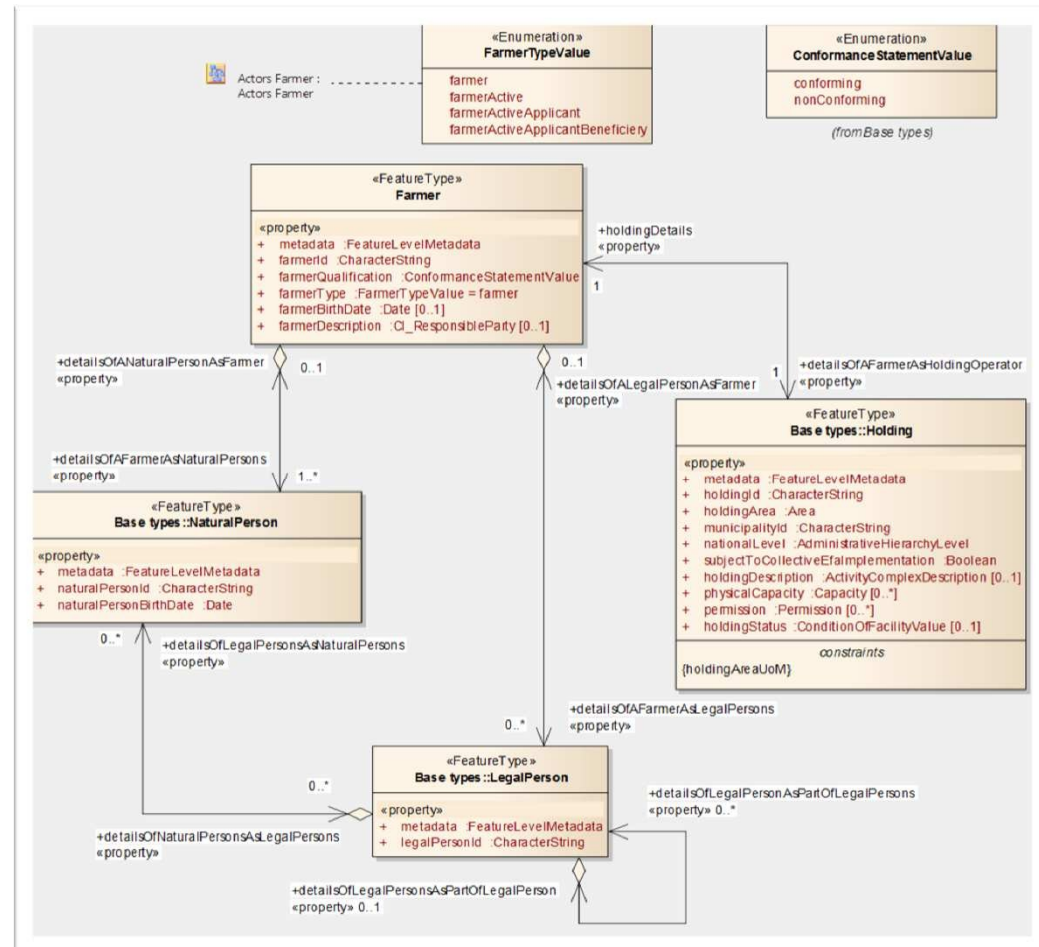 «Enumeration»
FarmerTypeValue
farmer
farmerActive
farmerActiveApplicant
farmerActiveApplicantBeneficiery
«Enumeration»
ConformanceStatementValue
conforming
nonConforming
(from Base types)
Actors Farmer :
Actors Farmer
«FeatureType»
Farmer
«property»
+ metadata :FeatureLevelMetadata
+ farmerId :CharacterString
+ farmerQualification :ConformanceStatementValue
+ farmerType :FarmerTypeValue = farmer
+ farmerBirthDate :Date [0..1]
+ farmerDescription :CI_ResponsibleParty [0..1]
+holdingDetails
«property»
1
+detailsOfANaturalPersonAsFarmer
«property»
0..1
0..1
+detailsOfALegalPersonAsFarmer
«property»
1
+detailsOfAFarmerAsHoldingOperator
«property»
«FeatureType»
Base types::Holding
«property»
+ metadata :FeatureLevelMetadata
+ holdingId :CharacterString
+ holdingArea :Area
+ municipalityId :CharacterString
+ nationalLevel :AdministrativeHierarchyLevel
+ subjectToCollectiveEfaImplementation :Boolean
+ holdingDescription :ActivityComplexDescription [0..1]
+ physicalCapacity :Capacity [0..*]
+ permission :Permission [0..*]
+ holdingStatus :ConditionOfFacilityValue [0..1]
constraints
{holdingAreaUoM}
+detailsOfAFarmerAsNaturalPersons
«property»
1..*
«FeatureType»
Base types::NaturalPerson
«property»
+ metadata :FeatureLevelMetadata
+ naturalPersonId :CharacterString
+ naturalPersonBirthDate :Date
0..*
+detailsOfLegalPersonsAsNaturalPersons
«property»
+detailsOfAFarmerAsLegalPersons
«property»
0..*
«FeatureType»
Base types::LegalPerson
«property»
+ metadata :FeatureLevelMetadata
+ legalPersonId :CharacterString
0..*
+detailsOfNaturalPersonsAsLegalPersons
«property»
+detailsOfLegalPersonAsPartOfLegalPersons
«property» 0..*
+detailsOfLegalPersonsAsPartOfLegalPerson
«property» 0..1